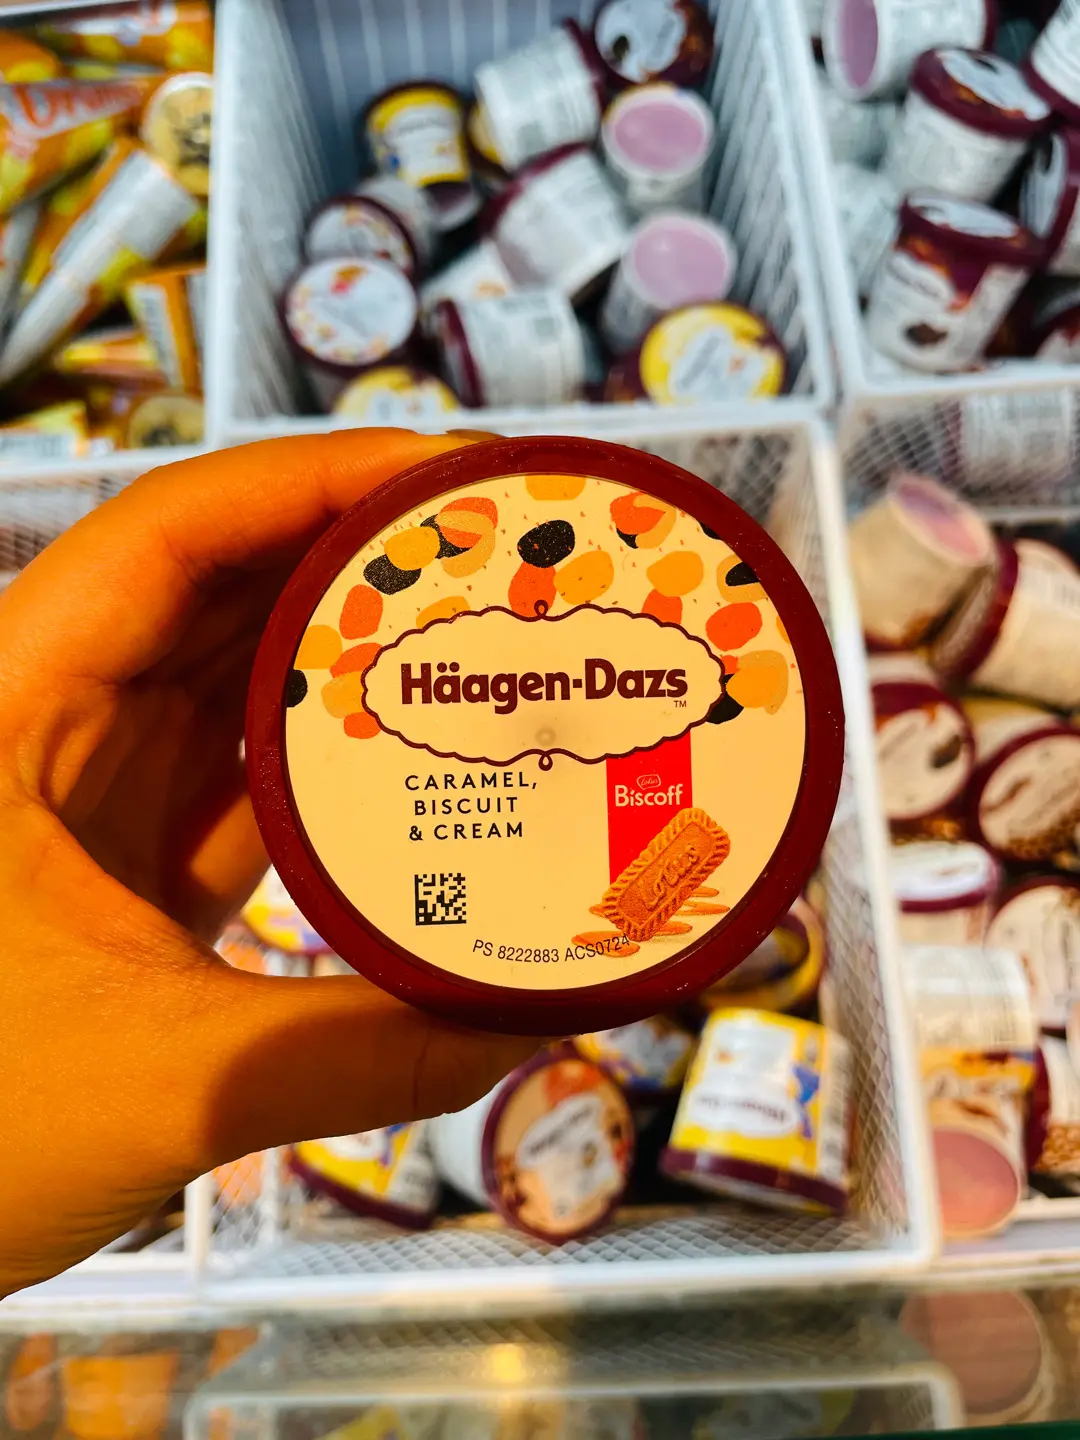 Häagen-Dazs
TM
CARAMEL,
BISCUIT
& CREAM
Lotus
Biscoff
Lotus
PS 8222883 ACS0724